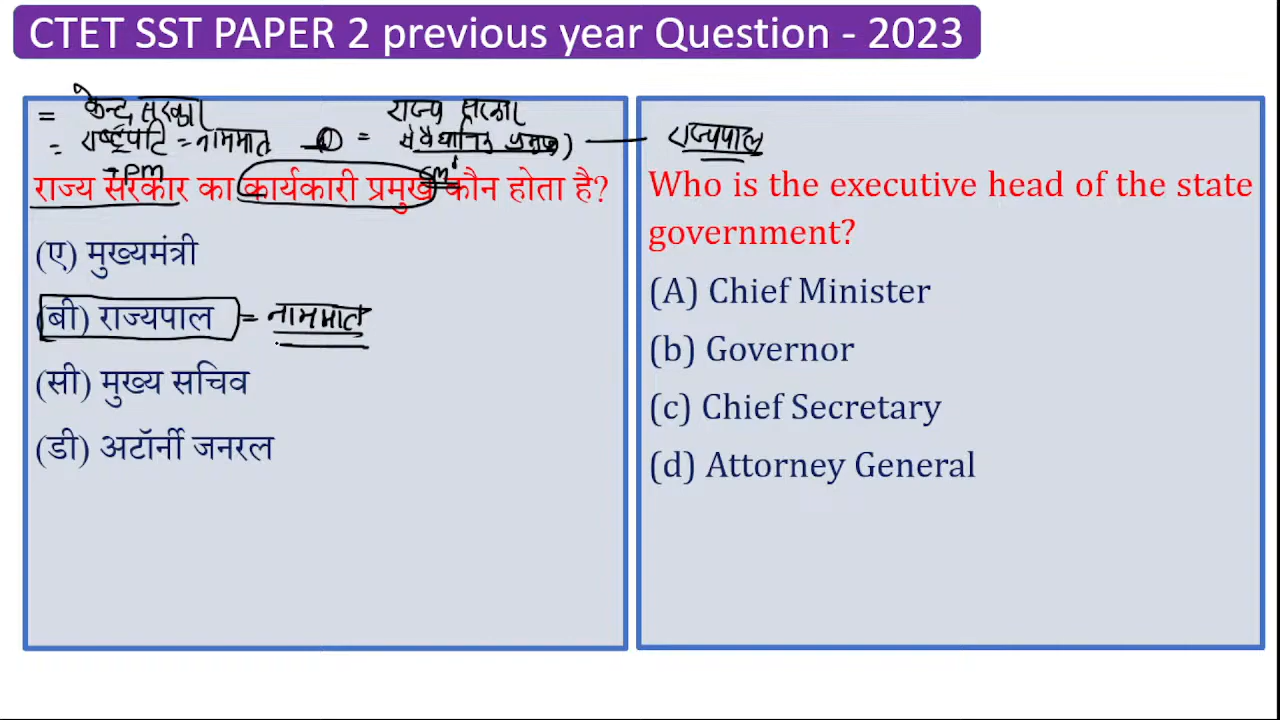 CTET SST PAPER 2 previous year Question - 2023
= केन्द्र सरकार
राज्य सरकार
= राष्ट्रपति = नाममात
=
राज्यपाल
PM
CM
राज्य सरकार का कार्यकारी प्रमुख कौन होता है?
(ए) मुख्यमंत्री
(बी) राज्यपाल = नाममात
(सी) मुख्य सचिव
(डी) अटॉर्नी जनरल
Who is the executive head of the state
government?
(A) Chief Minister
(b) Governor
(c) Chief Secretary
(d) Attorney General